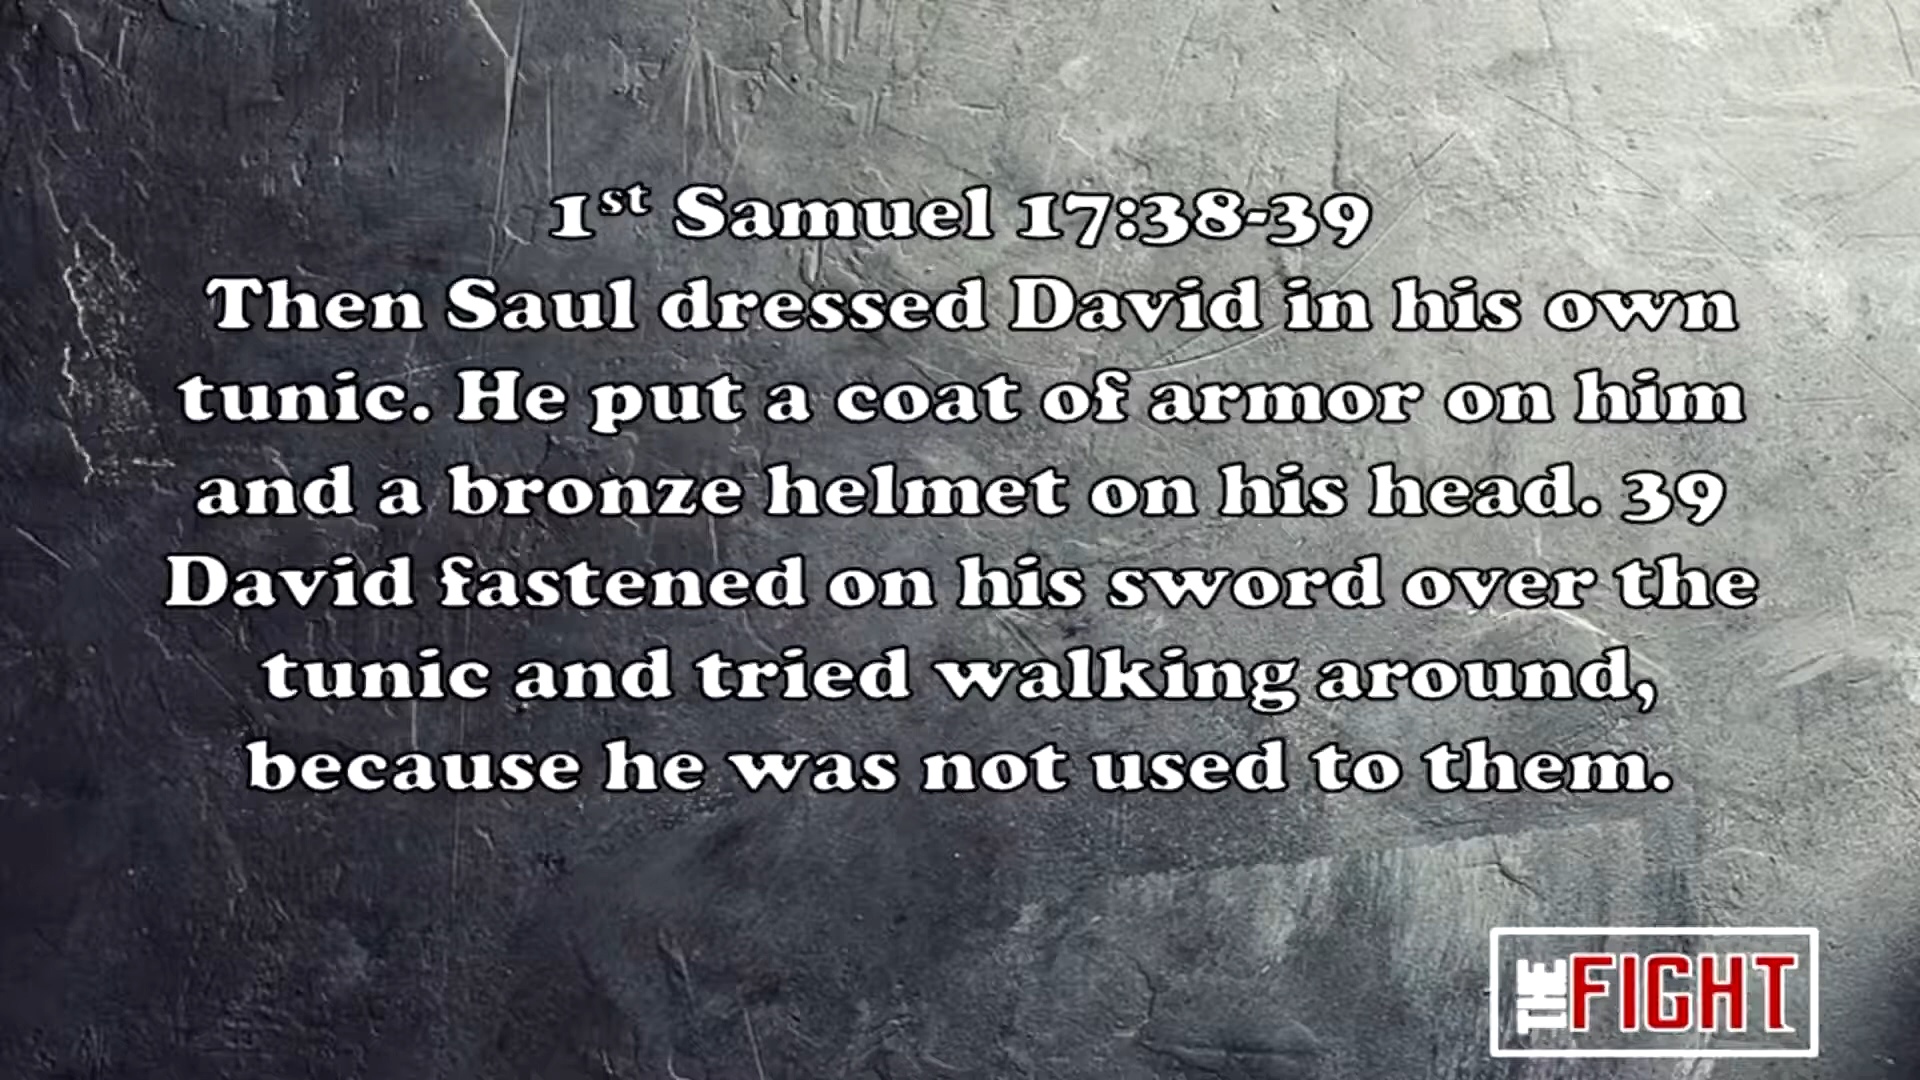 1st Samuel 17:38-39
Then Saul dressed David in his own
tunic. He put a coat of armor on him
and a bronze helmet on his head. 39
David fastened on his sword over the
tunic and tried walking around,
because he was not used to them.
THE FIGHT